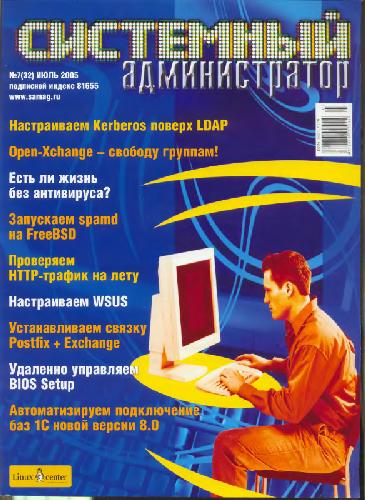 СИСТЕМНЫЙ
администратор
№7(32) ИЮЛЬ 2005
подписной индекс 81655
www.samag.ru
Настраиваем Kerberos поверх LDAP
Open-Xchange – свободу группам!
Есть ли жизнь
без антивируса?
Запускаем spamd
на FreeBSD
Проверяем
HTTP-трафик на лету
Настраиваем WSUS
Устанавливаем связку
Postfix + Exchange
Удаленно управляем
BIOS Setup
Автоматизируем подключение
баз 1С новой версии 8.0
Linux center